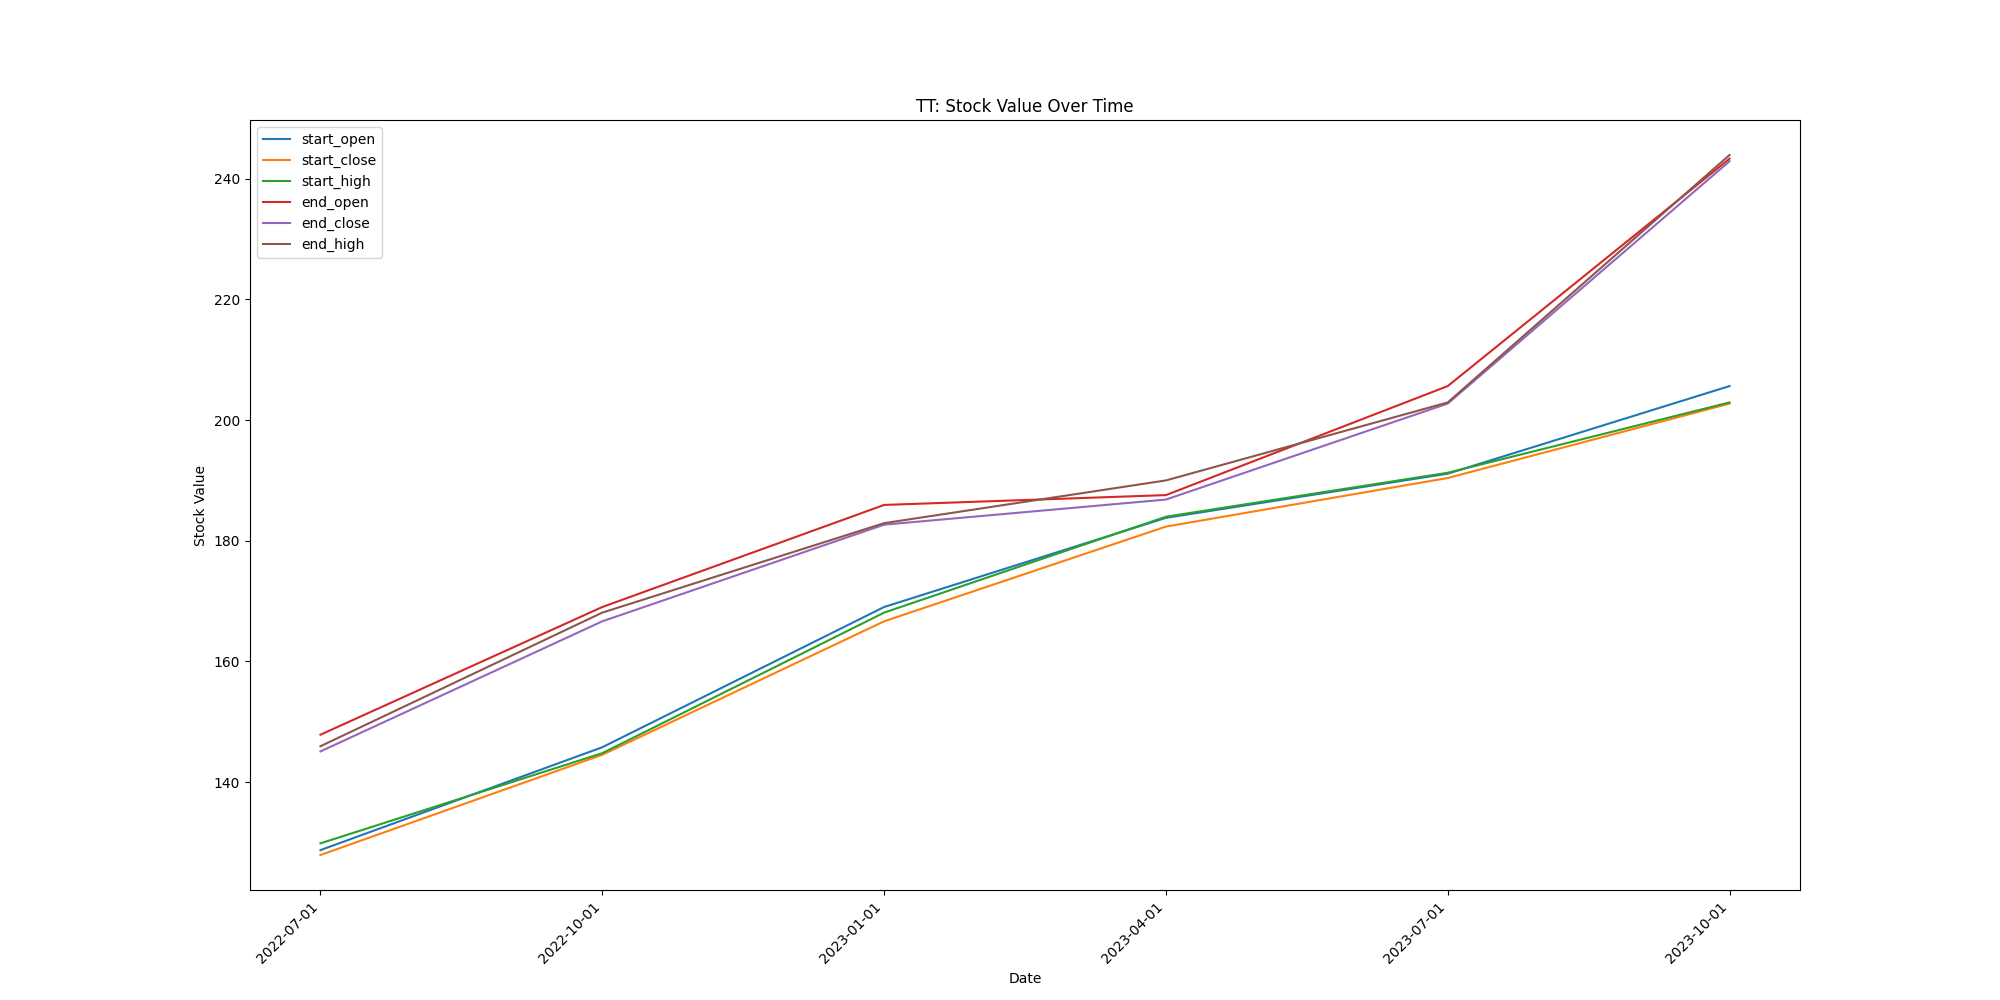 TT: Stock Value Over Time
start_open
start_close
start_high
end_open
end_close
end_high
240
220
200
180
160
140
Stock Value
2022-07-01
2022-10-01
2023-01-01
2023-04-01
2023-07-01
2023-10-01
Date